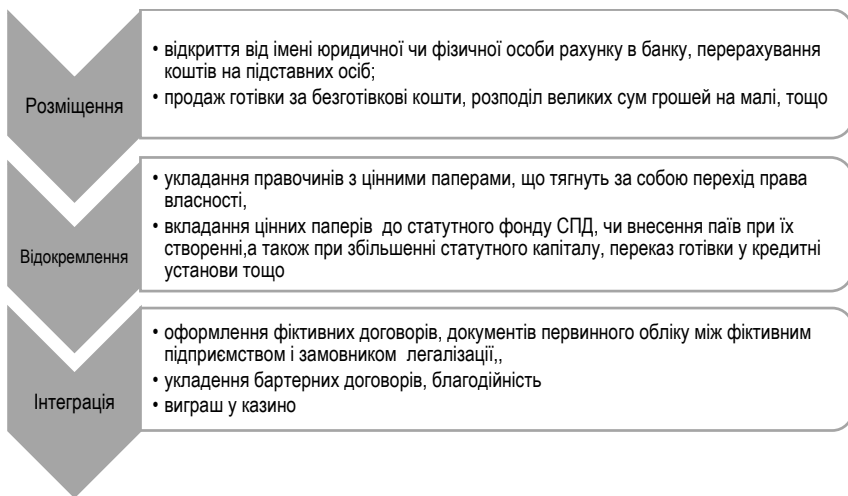 Розміщення
• відкриття від імені юридичної чи фізичної особи рахунку в банку, перерахування
коштів на підставних осіб;
• продаж готівки за безготівкові кошти, розподіл великих сум грошей на малі, тощо
Відокремлення
• укладання правочинів з цінними паперами, що тягнуть за собою перехід права
власності,
• вкладання цінних паперів до статутного фонду СПД, чи внесення паїв при їх
створенні,а також при збільшенні статутного капіталу, переказ готівки у кредитні
установи тощо
Інтеграція
• оформлення фіктивних договорів, документів первинного обліку між фіктивним
підприємством і замовником легалізації,,
• укладення бартерних договорів, благодійність
• виграш у казино